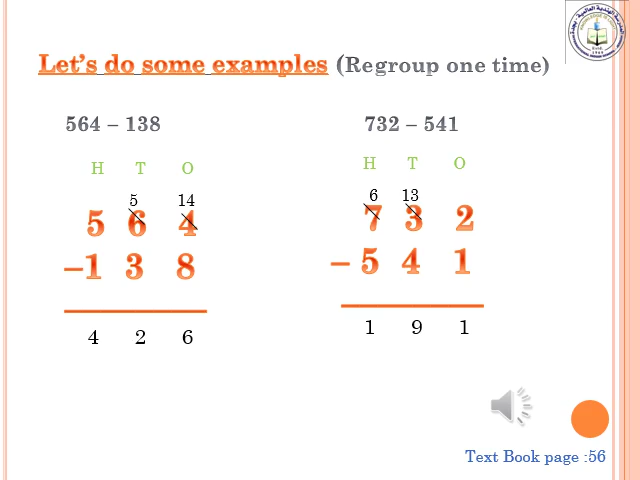 Let's do some examples (Regroup one time)
564 – 138
H T O
5 14
5 6 4
–1 3 8
4 2 6
732 – 541
H T O
6 13
7 3 2
– 5 4 1
1 9 1
Text Book page :56